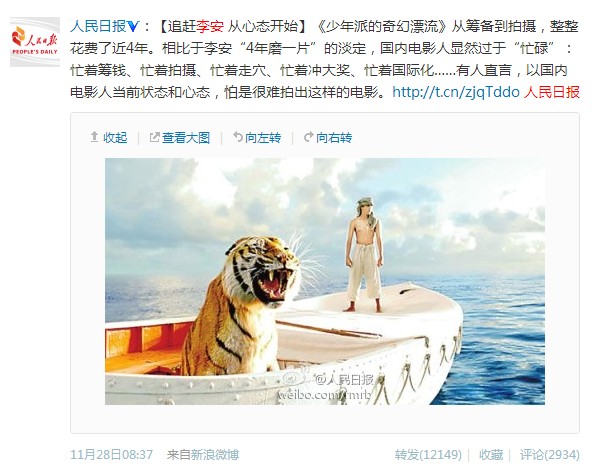 人民日报V：【追赶李安 从心态开始】《少年派的奇幻漂流》从筹备到拍摄，整整
花费了近4年。相比于李安“4年磨一片”的淡定，国内电影人显然过于“忙碌”：
忙着筹钱、忙着拍摄、忙着走穴、忙着冲大奖、忙着国际化......有人直言，以国内
电影人当前状态和心态，怕是很难拍出这样的电影。http://t.cn/zjqTddo 人民日报
人民日报
PEOPLE'S DAILY
收起 | 查看大图 | 向左转 | 向右转
@人民日报
weibo.com/rmrb
11月28日08:37 来自新浪微博 转发(12149) | 收藏 | 评论(2934)